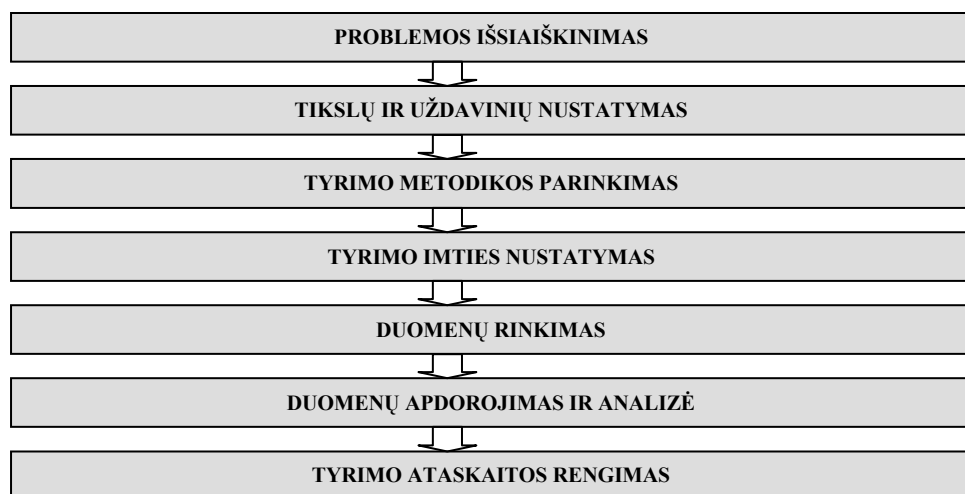 PROBLEMOS IŠSIAIŠKINIMAS
TIKSLŲ IR UŽDAVINIŲ NUSTATYMAS
TYRIMO METODIKOS PARINKIMAS
TYRIMO IMTIES NUSTATYMAS
DUOMENŲ RINKIMAS
DUOMENŲ APDOROJIMAS IR ANALIZĖ
TYRIMO ATASKAITOS RENGIMAS